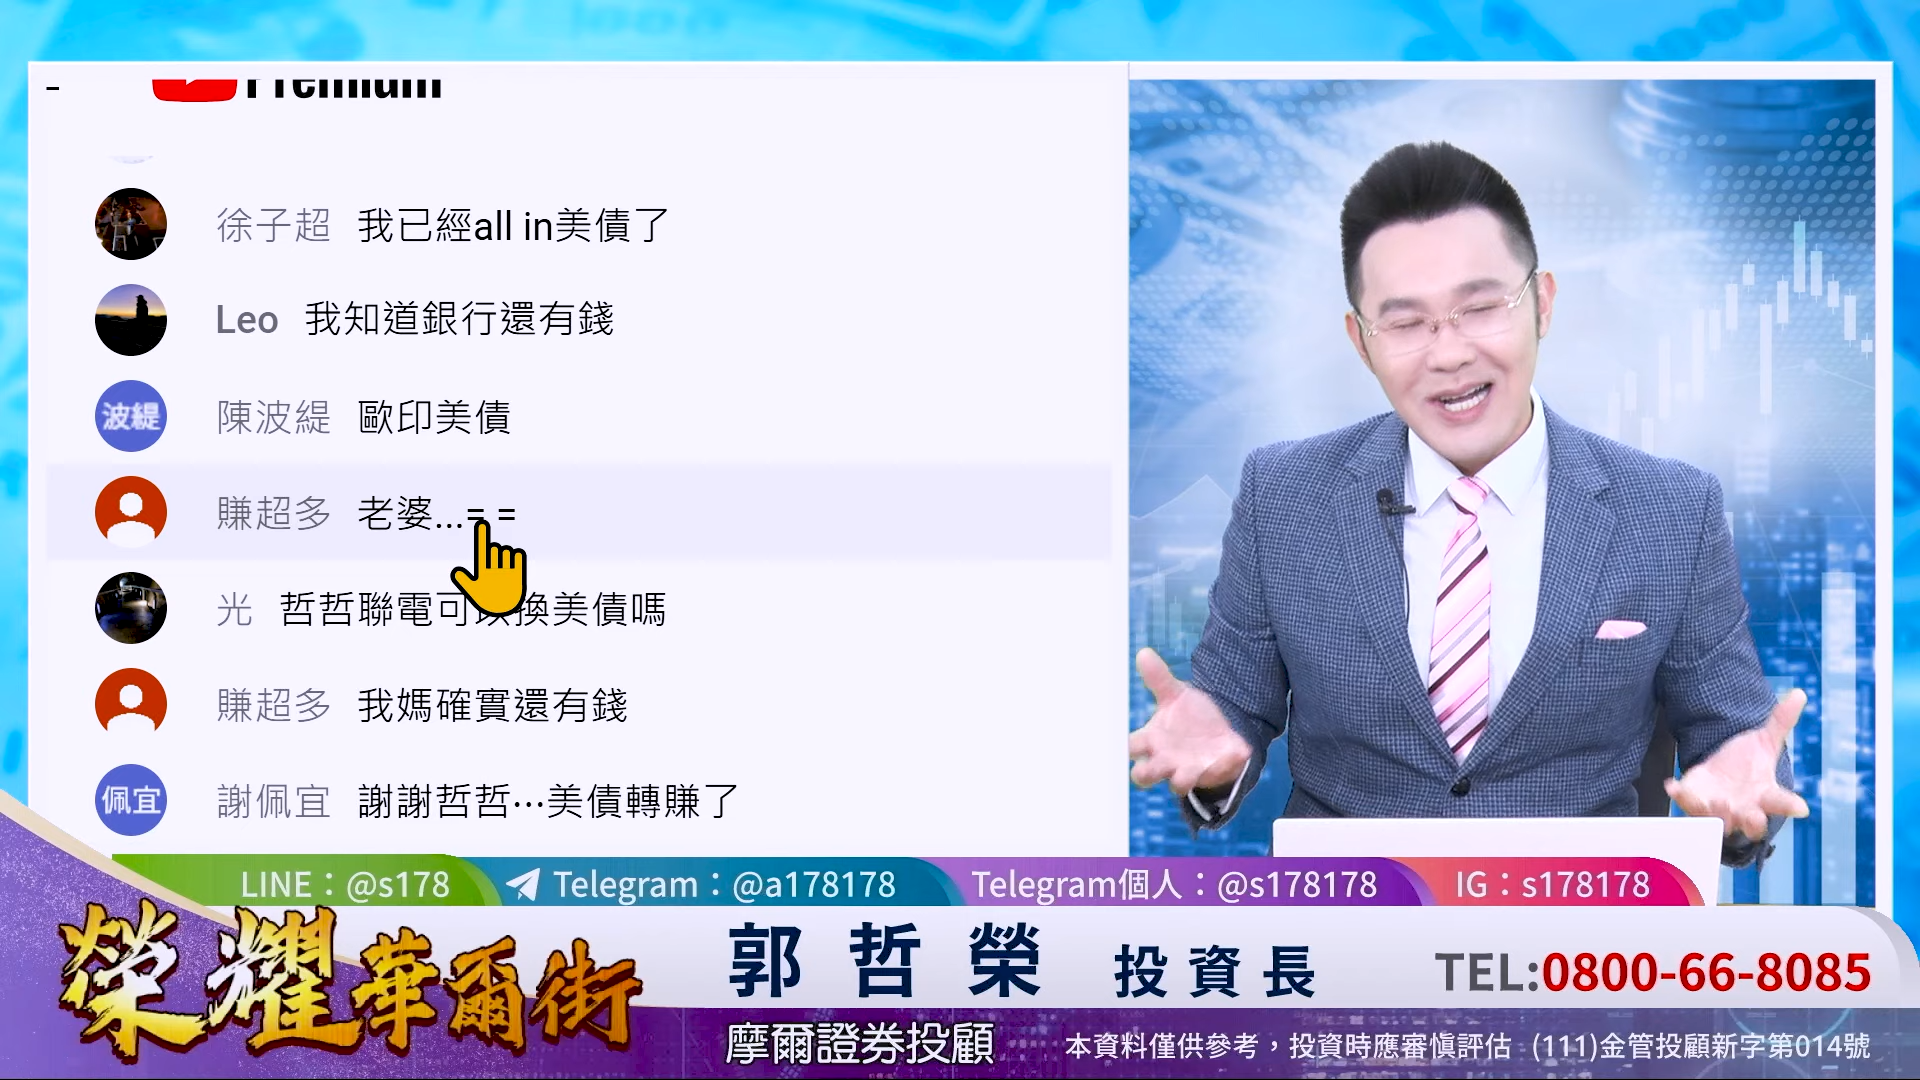 Premium
徐子超 我已經all in美債了
Leo 我知道銀行還有錢
波緹 陳波緹 歐印美債
賺超多 老婆...= =
光 哲哲聯電可以換美債嗎
賺超多 我媽確實還有錢
佩宜 謝佩宜 謝謝哲哲⋯美債轉賺了
LINE：@s178 Telegram：@a178178 Telegram個人：@s178178 IG：s178178
榮耀華爾街
郭哲榮 投資長 TEL:0800-66-8085
摩爾證券投顧 本資料僅供參考，投資時應審慎評估 (111)金管投顧新字第014號